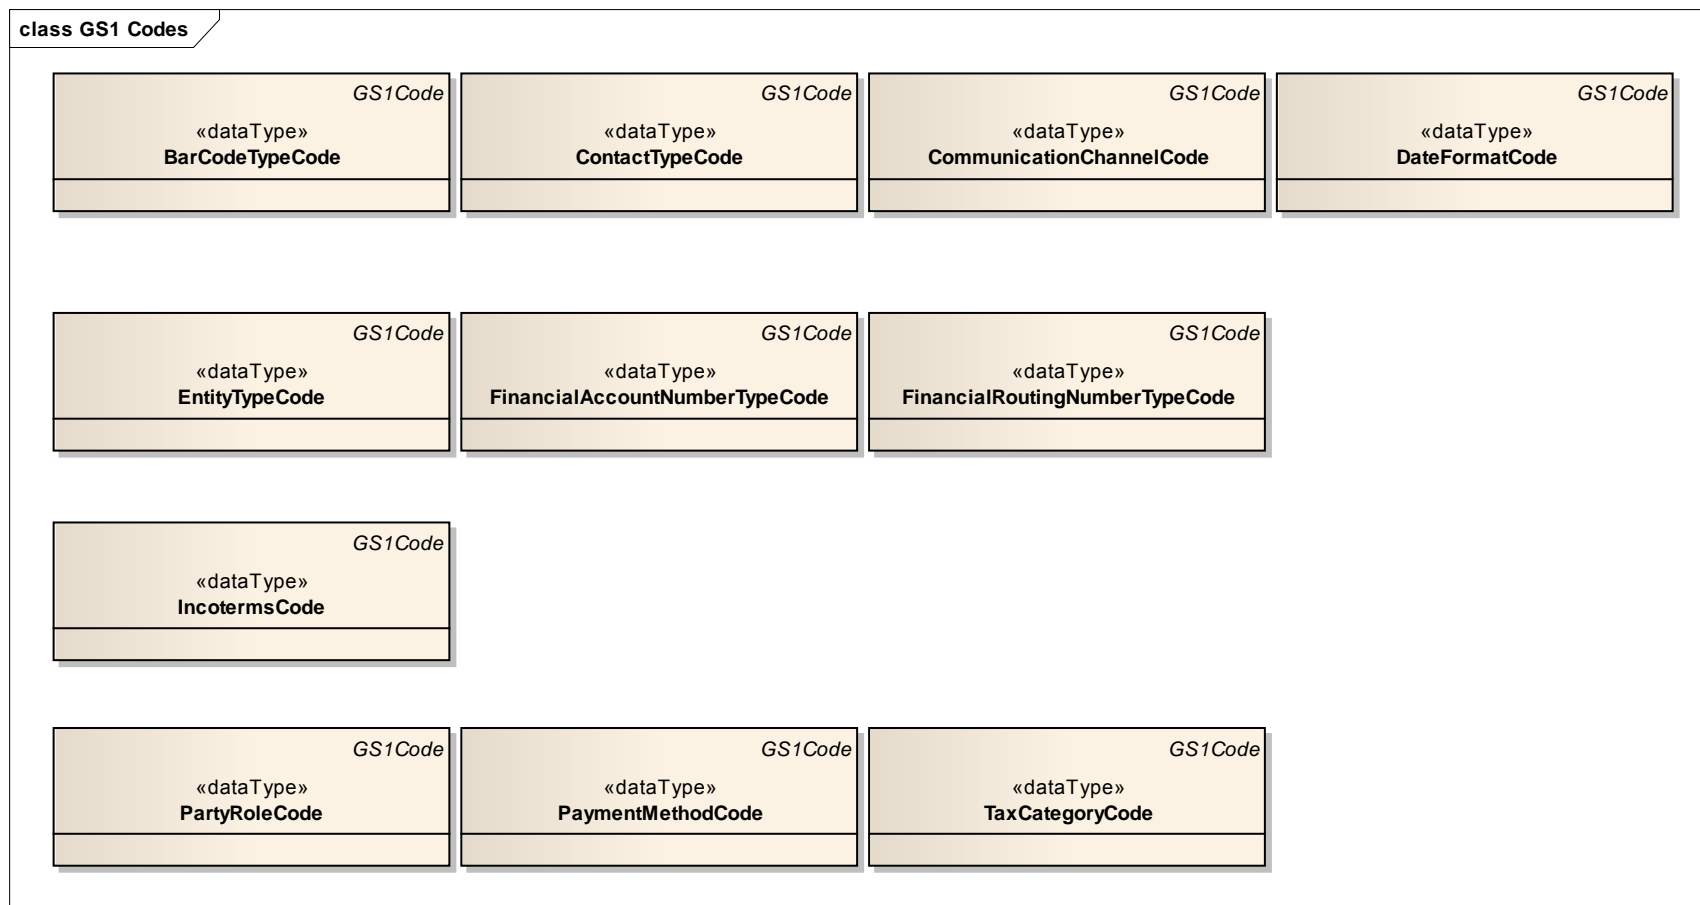 class GS1 Codes
GS1Code
«dataType»
BarCodeTypeCode
GS1Code
«dataType»
ContactTypeCode
GS1Code
«dataType»
CommunicationChannelCode
GS1Code
«dataType»
DateFormatCode
GS1Code
«dataType»
EntityTypeCode
GS1Code
«dataType»
FinancialAccountNumberTypeCode
GS1Code
«dataType»
FinancialRoutingNumberTypeCode
GS1Code
«dataType»
IncotermsCode
GS1Code
«dataType»
PartyRoleCode
GS1Code
«dataType»
PaymentMethodCode
GS1Code
«dataType»
TaxCategoryCode